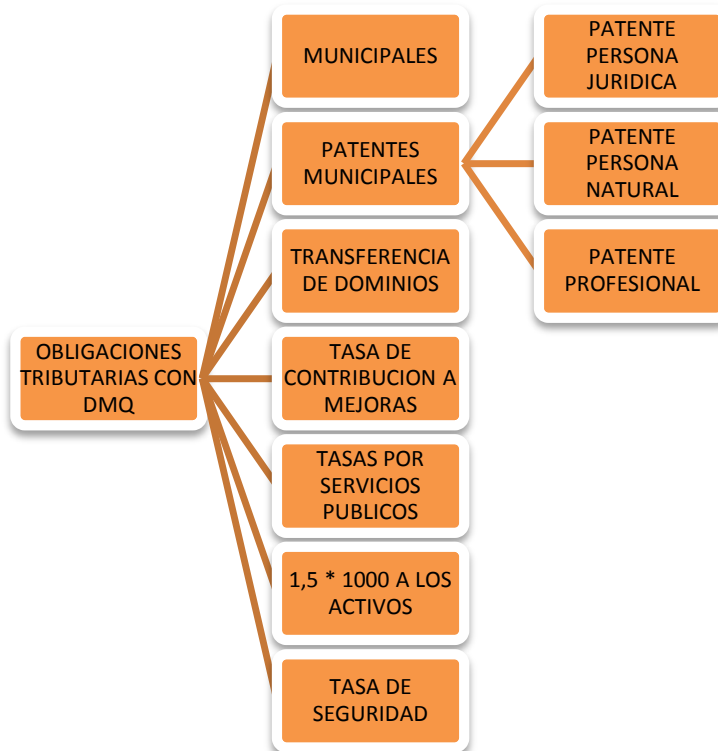 OBLIGACIONES
TRIBUTARIAS CON
DMQ
MUNICIPALES
PATENTES
MUNICIPALES
PATENTE
PERSONA
JURIDICA
PATENTE
PERSONA
NATURAL
PATENTE
PROFESIONAL
TRANSFERENCIA
DE DOMINIOS
TASA DE
CONTRIBUCION A
MEJORAS
TASAS POR
SERVICIOS
PUBLICOS
1,5 * 1000 A LOS
ACTIVOS
TASA DE
SEGURIDAD